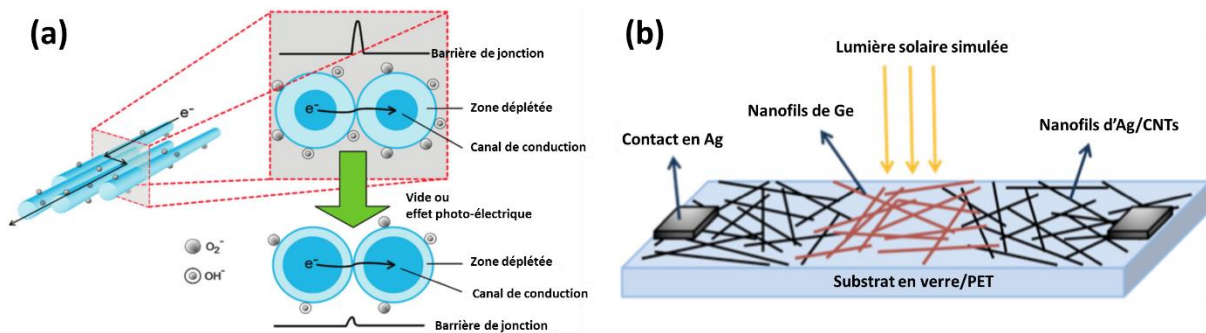 (a)
Barrière de jonction
e⁻
e⁻
Zone déplétée
Canal de conduction
Vide ou
effet photo-électrique
O₂⁻
OH⁻
e⁻
Zone déplétée
Canal de conduction
Barrière de jonction
(b)
Lumière solaire simulée
Nanofils de Ge
Nanofils d'Ag/CNTs
Contact en Ag
Substrat en verre/PET